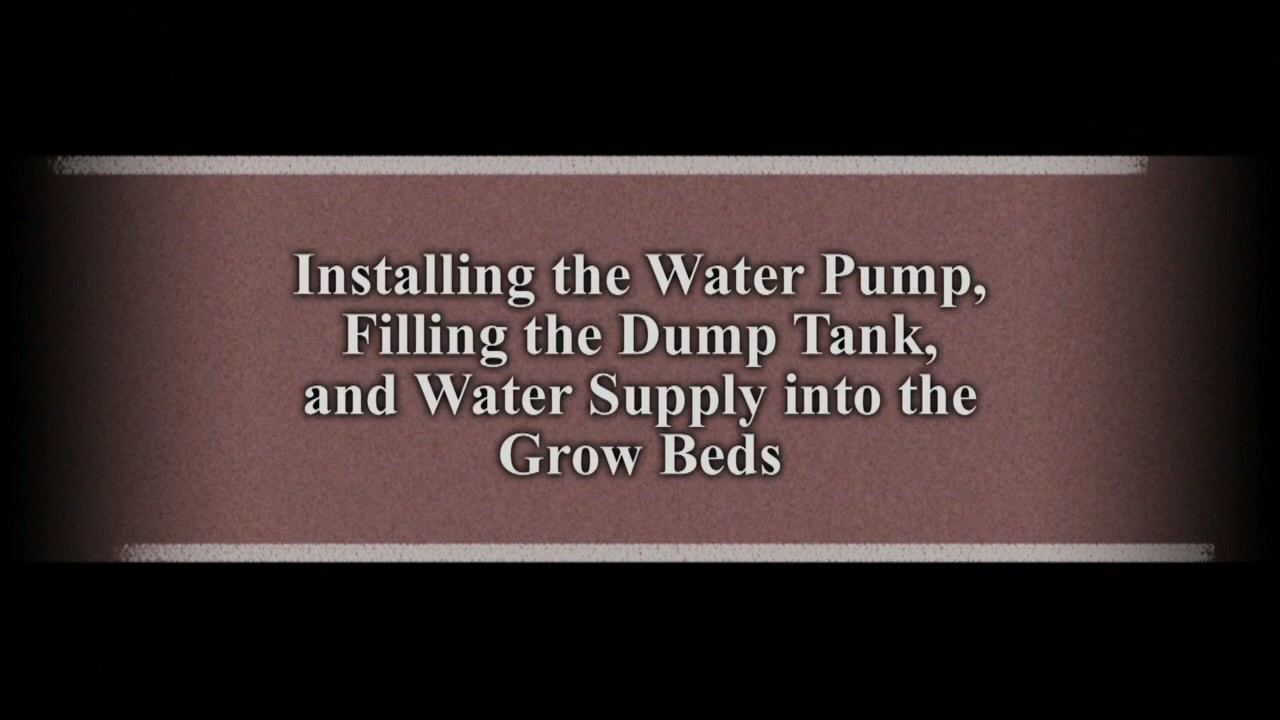 Installing the Water Pump,
Filling the Dump Tank,
and Water Supply into the
Grow Beds